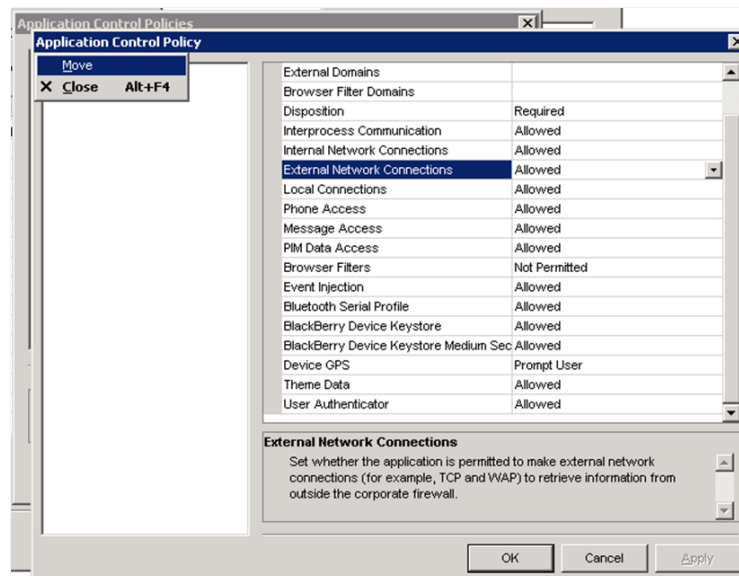 Application Control Policies
Application Control Policy
Move
Close Alt+F4
External Domains
Browser Filter Domains
Disposition Required
Interprocess Communication Allowed
Internal Network Connections Allowed
External Network Connections Allowed
Local Connections Allowed
Phone Access Allowed
Message Access Allowed
PIM Data Access Allowed
Browser Filters Not Permitted
Event Injection Allowed
Bluetooth Serial Profile Allowed
BlackBerry Device Keystore Allowed
BlackBerry Device Keystore Medium Sec Allowed
Device GPS Prompt User
Theme Data Allowed
User Authenticator Allowed
External Network Connections
Set whether the application is permitted to make external network
connections (for example, TCP and WAP) to retrieve information from
outside the corporate firewall.
OK Cancel Apply